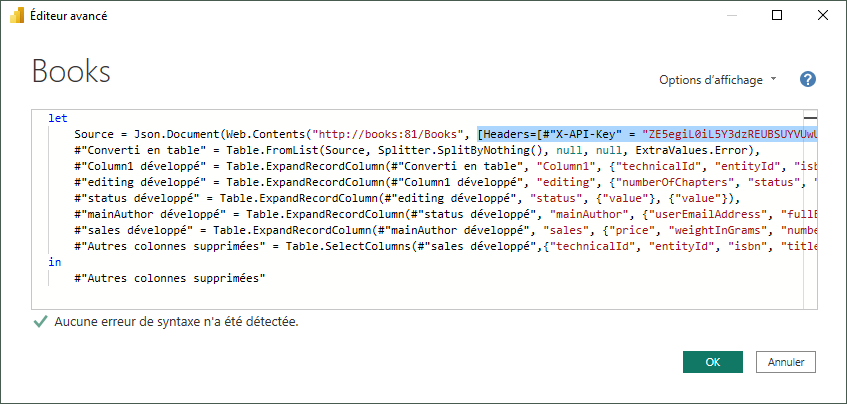 Éditeur avancé
Books
Options d'affichage
let
Source = Json.Document(Web.Contents("http://books:81/Books", [Headers=[#"X-API-Key" = "ZE5egiL0iL5Y3dzREUBSUYVUwU
#"Converti en table" = Table.FromList(Source, Splitter.SplitByNothing(), null, null, ExtraValues.Error),
#"Column1 développé" = Table.ExpandRecordColumn(#"Converti en table", "Column1", {"technicalId", "entityId", "isb
#"editing développé" = Table.ExpandRecordColumn(#"Column1 développé", "editing", {"numberOfChapters", "status", "
#"status développé" = Table.ExpandRecordColumn(#"editing développé", "status", {"value"}, {"value"}),
#"mainAuthor développé" = Table.ExpandRecordColumn(#"status développé", "mainAuthor", {"userEmailAddress", "fullE
#"sales développé" = Table.ExpandRecordColumn(#"mainAuthor développé", "sales", {"price", "weightInGrams", "numbe
#"Autres colonnes supprimées" = Table.SelectColumns(#"sales développé",{"technicalId", "entityId", "isbn", "title
in
#"Autres colonnes supprimées"
Aucune erreur de syntaxe n'a été détectée.
OK
Annuler